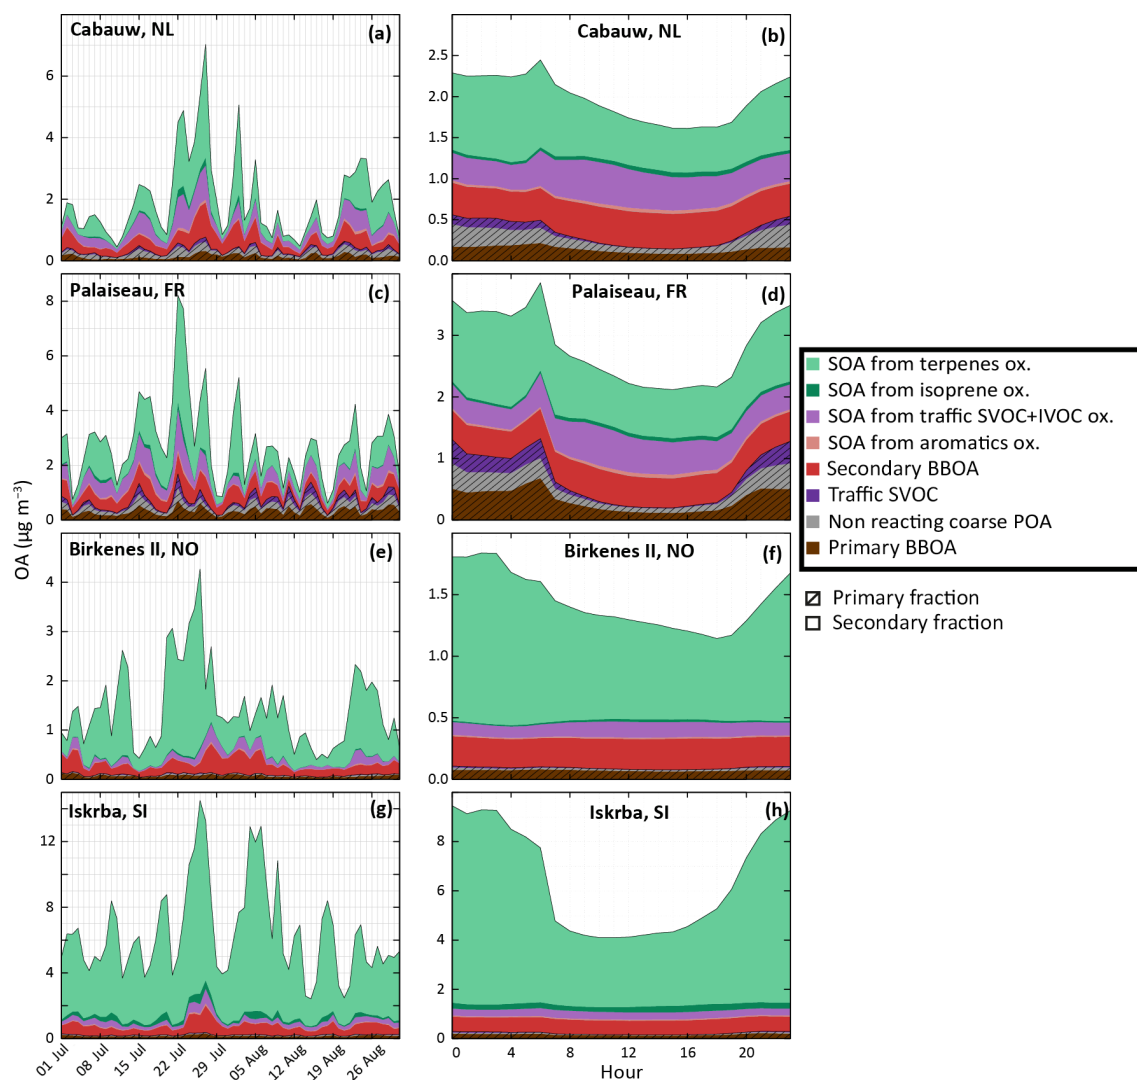 Cabauw, NL
(a)
6
4
2
0
Cabauw, NL
(b)
2.5
2.0
1.5
1.0
0.5
0.0
Palaiseau, FR
(c)
8
6
4
2
0
Palaiseau, FR
(d)
3
2
1
0
Birkenes II, NO
(e)
4
3
2
1
0
Birkenes II, NO
(f)
1.5
1.0
0.5
0.0
Iskrba, SI
(g)
12
8
4
0
Iskrba, SI
(h)
8
6
4
2
0
OA (μg m⁻³)
01 Jul
08 Jul
15 Jul
22 Jul
29 Jul
05 Aug
12 Aug
19 Aug
26 Aug
0 4 8 12 16 20
Hour
SOA from terpenes ox.
SOA from isoprene ox.
SOA from traffic SVOC+IVOC ox.
SOA from aromatics ox.
Secondary BBOA
Traffic SVOC
Non reacting coarse POA
Primary BBOA
Primary fraction
Secondary fraction